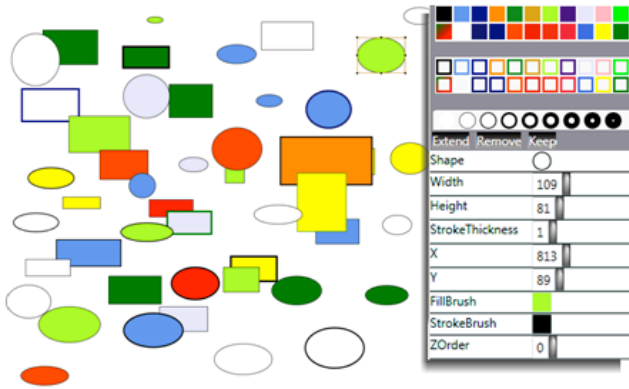 Extend Remove Keep
Shape
Width 109
Height 81
StrokeThickness 1
X 813
Y 89
FillBrush
StrokeBrush
ZOrder 0